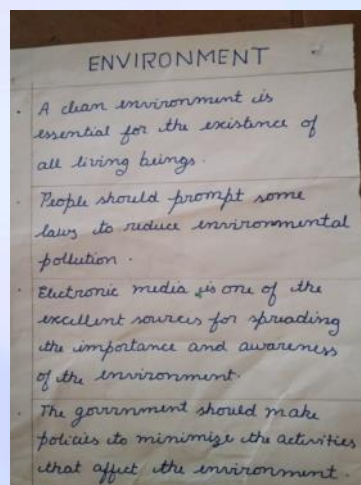 ENVIRONMENT
. A clean environment is
essential for the existence of
all living beings.
. People should prompt some
laws to reduce environmental
pollution.
. Electronic media is one of the
excellent sources for spreading
the importance and awareness
of the environment.
. The government should make
policies to minimize the activities
that affect the environment.